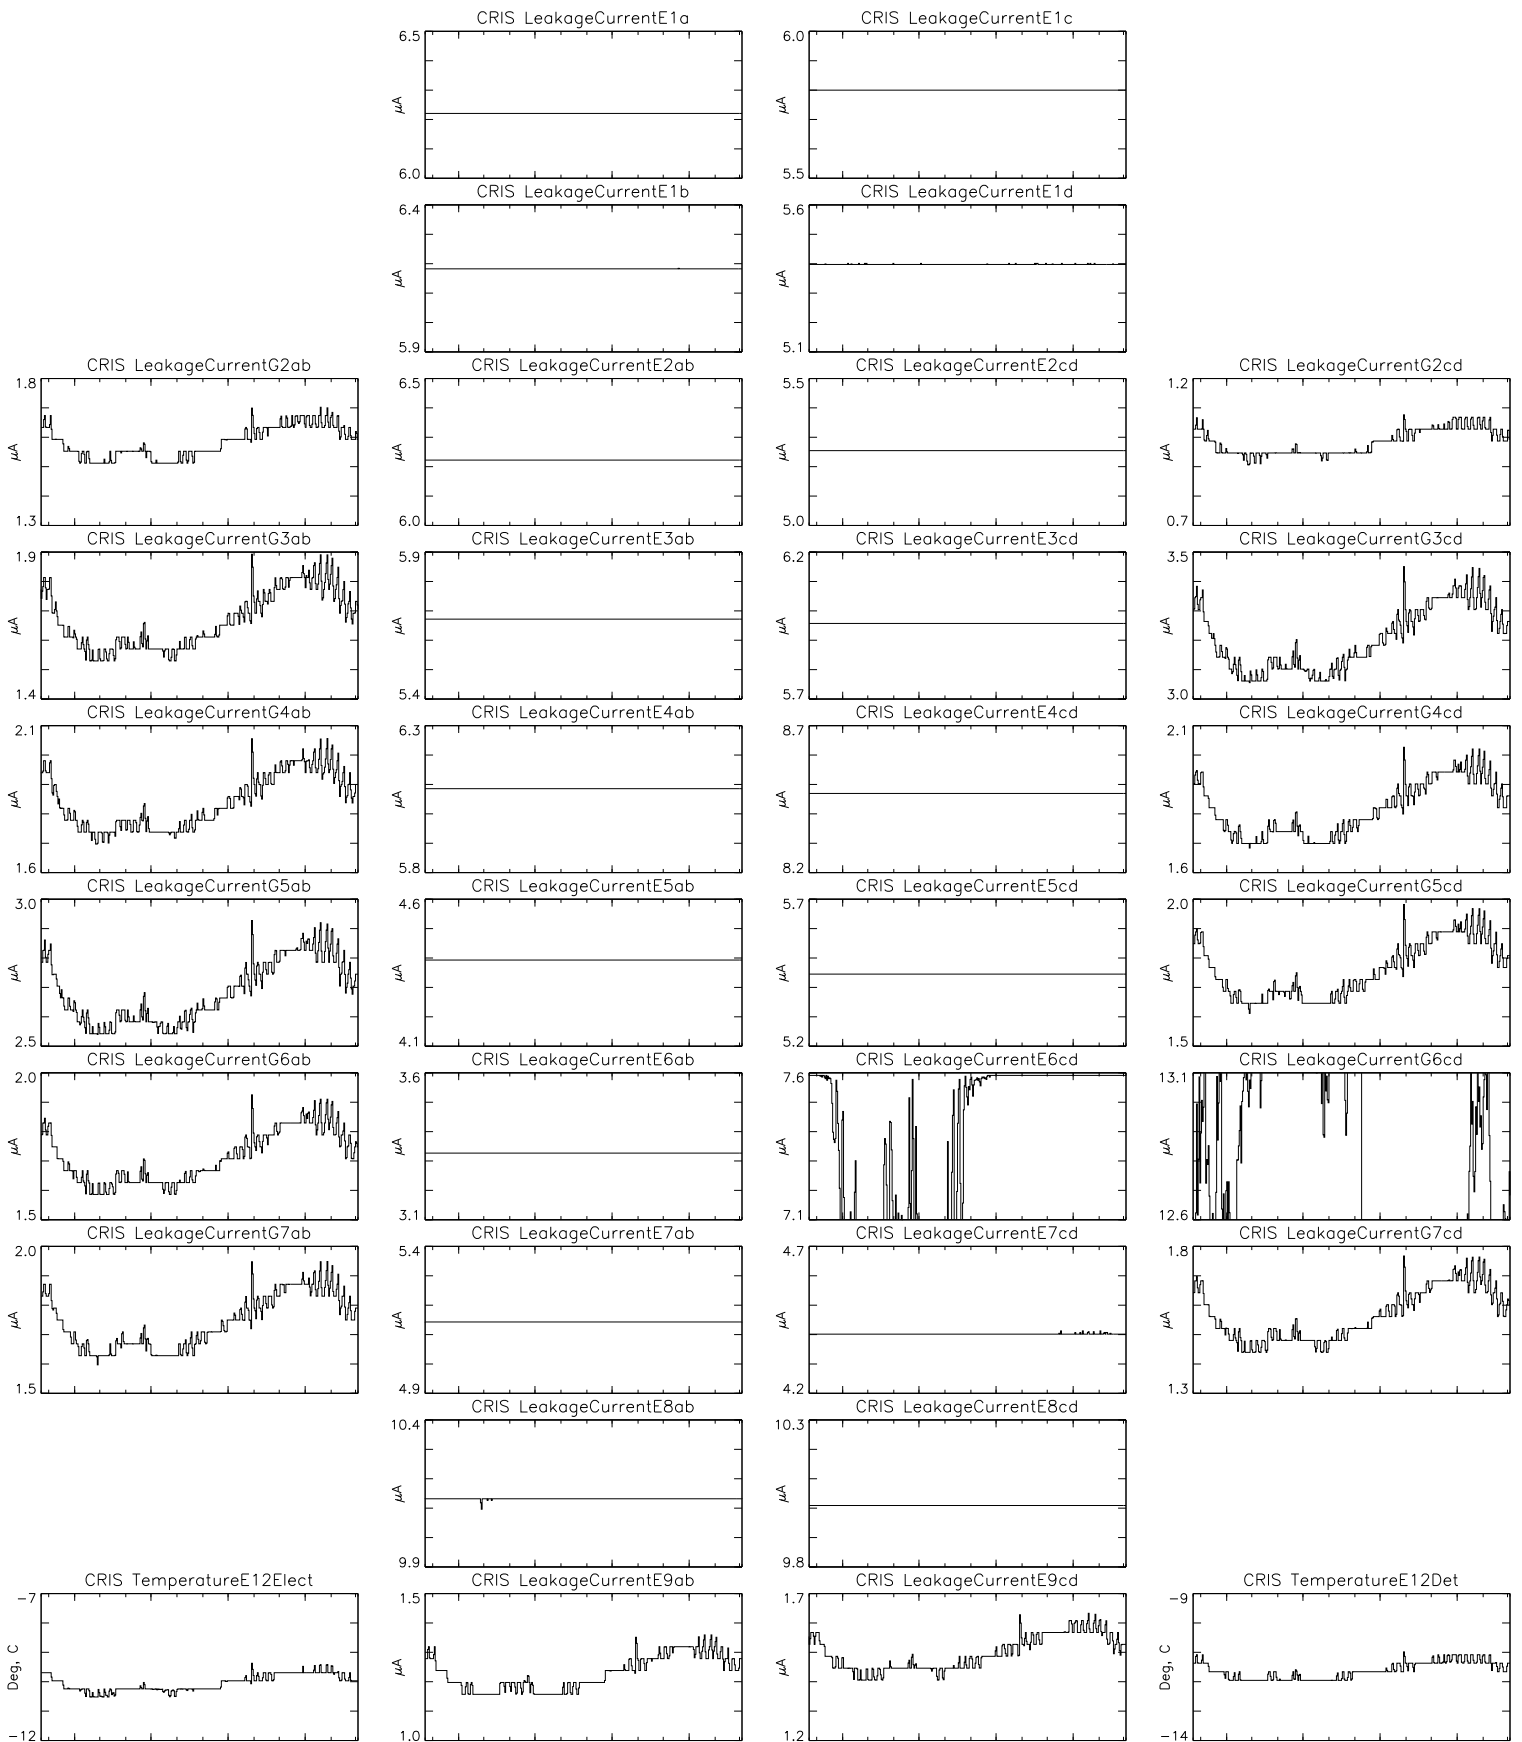 CRIS LeakageCurrentE1a
6.5
μA
6.0
CRIS LeakageCurrentE1c
6.0
μA
5.5
CRIS LeakageCurrentE1b
6.4
μA
5.9
CRIS LeakageCurrentE1d
5.6
μA
5.1
CRIS LeakageCurrentG2ab
1.8
μA
1.3
CRIS LeakageCurrentE2ab
6.5
μA
6.0
CRIS LeakageCurrentE2cd
5.5
μA
5.0
CRIS LeakageCurrentG2cd
1.2
μA
0.7
CRIS LeakageCurrentG3ab
1.9
μA
1.4
CRIS LeakageCurrentE3ab
5.9
μA
5.4
CRIS LeakageCurrentE3cd
6.2
μA
5.7
CRIS LeakageCurrentG3cd
3.5
μA
3.0
CRIS LeakageCurrentG4ab
2.1
μA
1.6
CRIS LeakageCurrentE4ab
6.3
μA
5.8
CRIS LeakageCurrentE4cd
8.7
μA
8.2
CRIS LeakageCurrentG4cd
2.1
μA
1.6
CRIS LeakageCurrentG5ab
3.0
μA
2.5
CRIS LeakageCurrentE5ab
4.6
μA
4.1
CRIS LeakageCurrentE5cd
5.7
μA
5.2
CRIS LeakageCurrentG5cd
2.0
μA
1.5
CRIS LeakageCurrentG6ab
2.0
μA
1.5
CRIS LeakageCurrentE6ab
3.6
μA
3.1
CRIS LeakageCurrentE6cd
7.6
μA
7.1
CRIS LeakageCurrentG6cd
13.1
μA
12.6
CRIS LeakageCurrentG7ab
2.0
μA
1.5
CRIS LeakageCurrentE7ab
5.4
μA
4.9
CRIS LeakageCurrentE7cd
4.7
μA
4.2
CRIS LeakageCurrentG7cd
1.8
μA
1.3
CRIS LeakageCurrentE8ab
10.4
μA
9.9
CRIS LeakageCurrentE8cd
10.3
μA
9.8
CRIS TemperatureE12Elect
-7
Deg, C
-12
CRIS LeakageCurrentE9ab
1.5
μA
1.0
CRIS LeakageCurrentE9cd
1.7
μA
1.2
CRIS TemperatureE12Det
-9
Deg, C
-14